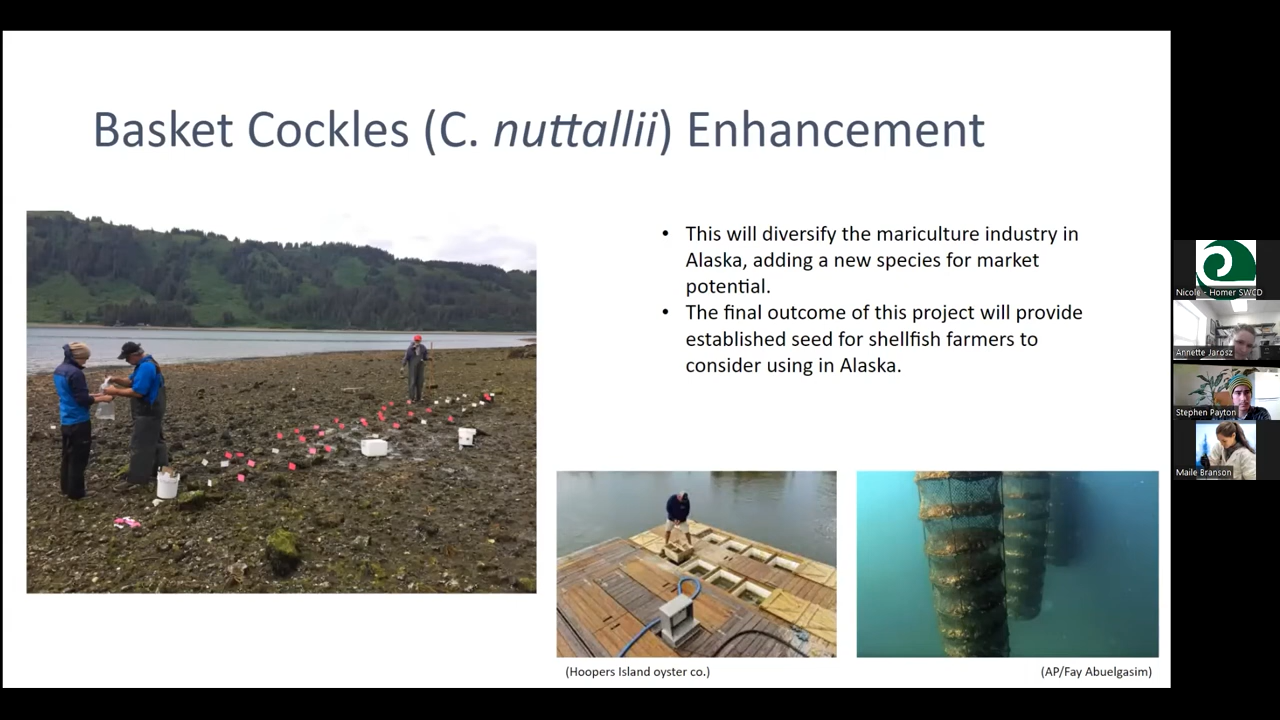 Basket Cockles (C. nuttallii) Enhancement
• This will diversify the mariculture industry in
Alaska, adding a new species for market
potential.
• The final outcome of this project will provide
established seed for shellfish farmers to
consider using in Alaska.
(Hoopers Island oyster co.)
(AP/Fay Abuelgasim)
Nicole - Homer SWCD
Annette Jarosz
Stephen Payton
Maile Branson